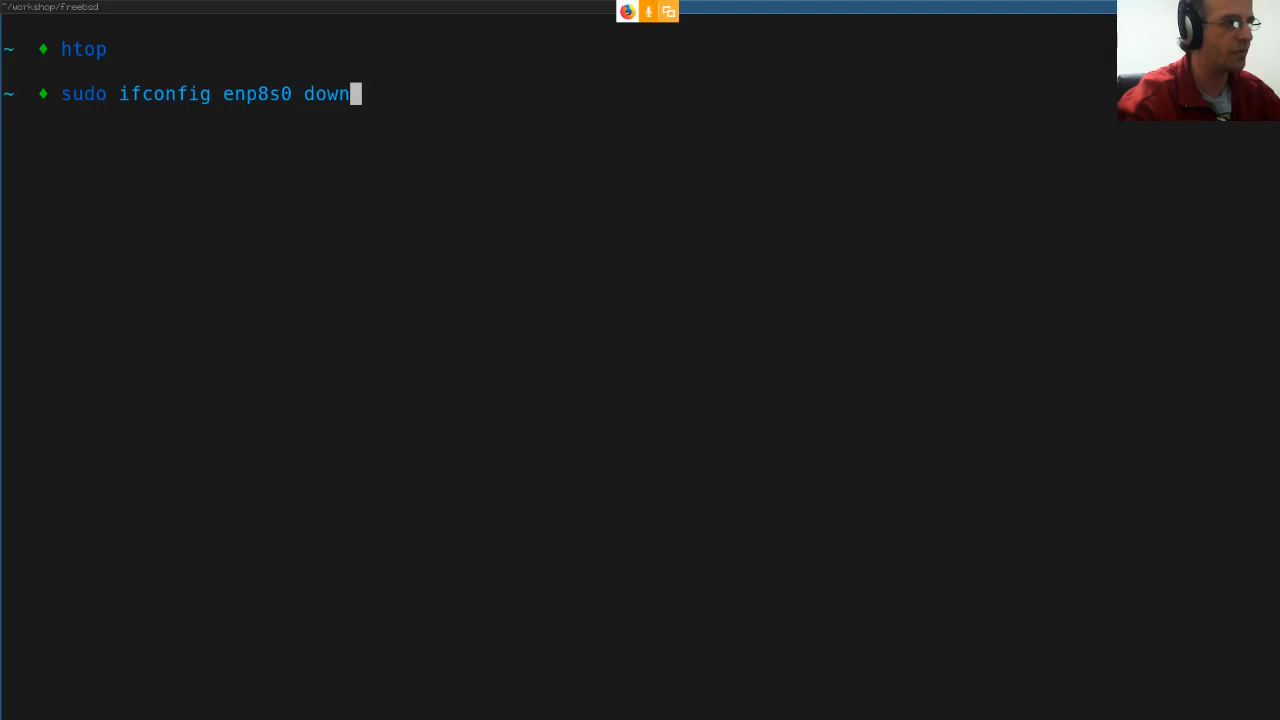 ~/workshop/freebsd
~ ♦ htop
~ ♦ sudo ifconfig enp8s0 down